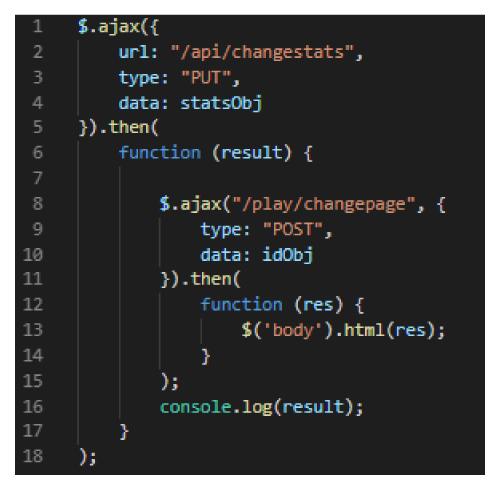 1 $.ajax({
2 url: "/api/changestats",
3 type: "PUT",
4 data: statsObj
5 }).then(
6 function (result) {
7
8 $.ajax("/play/changepage", {
9 type: "POST",
10 data: idObj
11 }).then(
12 function (res) {
13 $('body').html(res);
14 }
15 );
16 console.log(result);
17 }
18 );